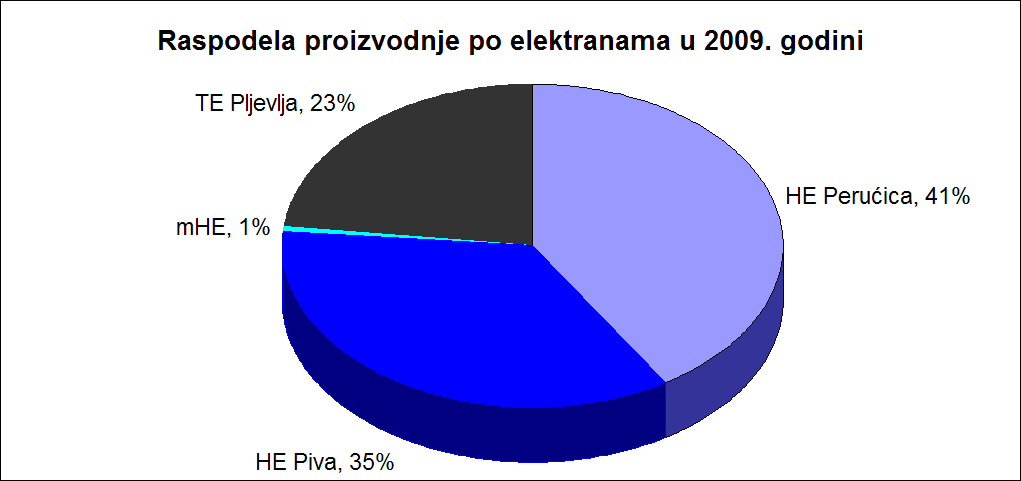 Raspodela proizvodnje po elektranama u 2009. godini
TE Pljevlja, 23%
HE Perućica, 41%
mHE, 1%
HE Piva, 35%